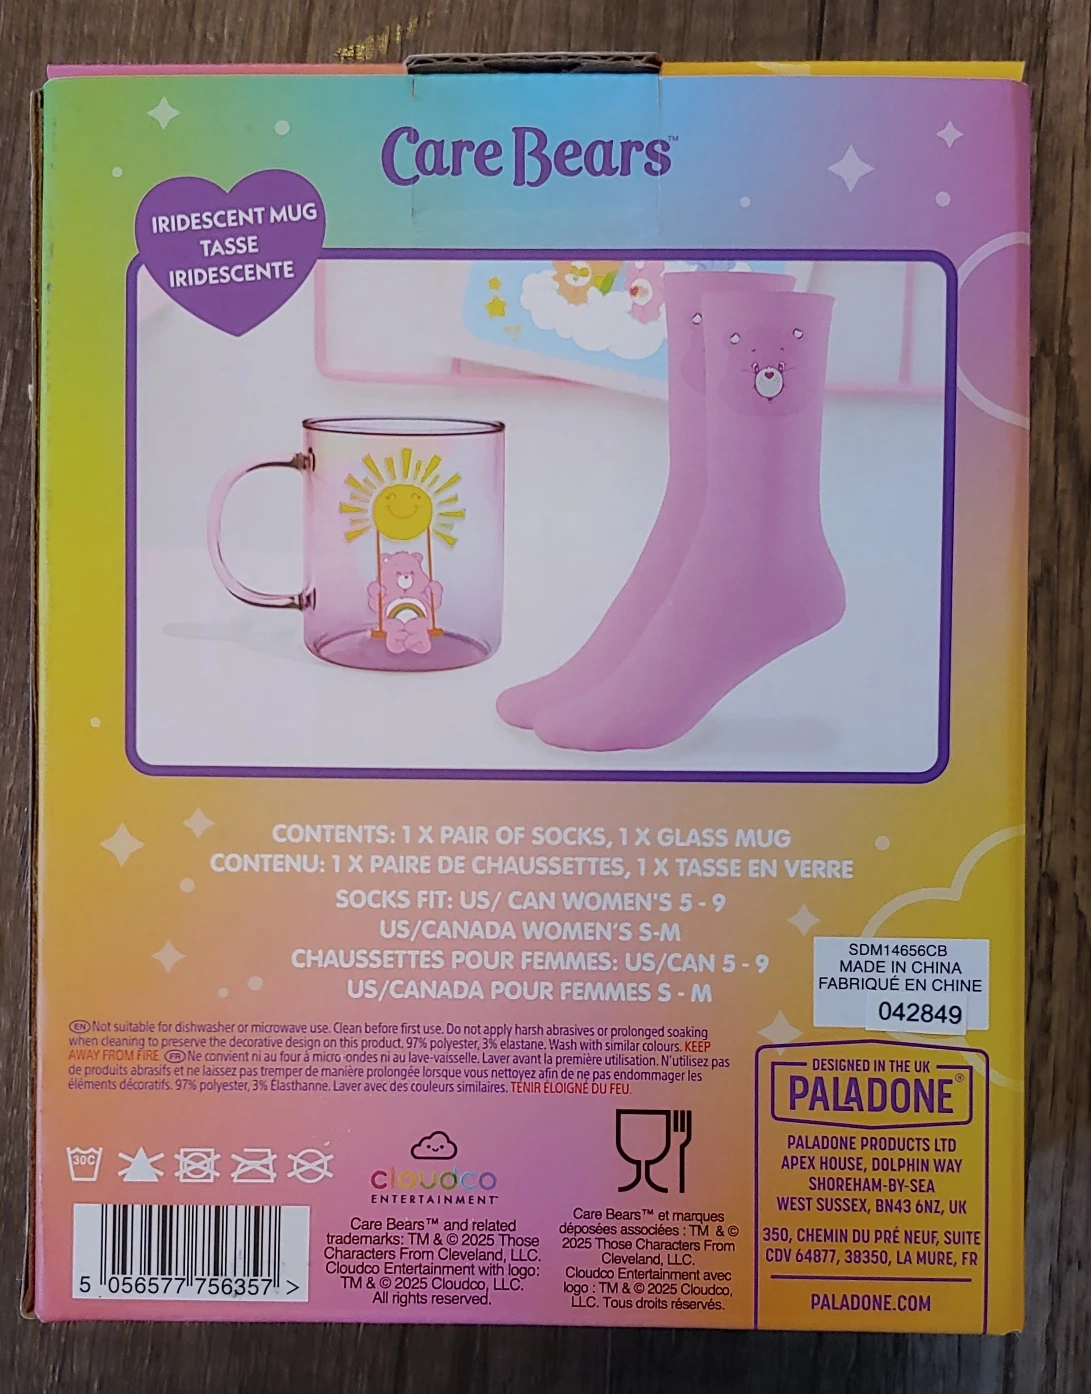 Care Bears™
IRIDESCENT MUG
TASSE
IRIDESCENTE
CONTENTS: 1 X PAIR OF SOCKS, 1 X GLASS MUG
CONTENU: 1 X PAIRE DE CHAUSSETTES, 1 X TASSE EN VERRE
SOCKS FIT: US/ CAN WOMEN'S 5 - 9
US/CANADA WOMEN'S S-M
CHAUSSETTES POUR FEMMES: US/CAN 5 - 9
US/CANADA POUR FEMMES S - M
SDM14656CB
MADE IN CHINA
FABRIQUÉ EN CHINE
042849
EN Not suitable for dishwasher or microwave use. Clean before first use. Do not apply harsh abrasives or prolonged soaking
when cleaning to preserve the decorative design on this product. 97% polyester, 3% elastane. Wash with similar colours. KEEP
AWAY FROM FIRE. FR Ne convient ni au four à micro-ondes ni au lave-vaisselle. Laver avant la première utilisation. N'utilisez pas
de produits abrasifs et ne laissez pas tremper de manière prolongée lorsque vous nettoyez afin de ne pas endommager les
éléments décoratifs. 97% polyester, 3% Élasthanne. Laver avec des couleurs similaires. TENIR ÉLOIGNÉ DU FEU.
30C
cloudco
ENTERTAINMENT™
Care Bears™ and related
trademarks: TM & © 2025 Those
Characters From Cleveland, LLC.
Cloudco Entertainment with logo:
TM & © 2025 Cloudco, LLC.
All rights reserved.
Care Bears™ et marques
déposées associées : TM & ©
2025 Those Characters From
Cleveland, LLC.
Cloudco Entertainment avec
logo : TM & © 2025 Cloudco,
LLC. Tous droits réservés.
DESIGNED IN THE UK
PALADONE®
PALADONE PRODUCTS LTD
APEX HOUSE, DOLPHIN WAY
SHOREHAM-BY-SEA
WEST SUSSEX, BN43 6NZ, UK
350, CHEMIN DU PRÉ NEUF, SUITE
CDV 64877, 38350, LA MURE, FR
PALADONE.COM
5 056577 756357 >